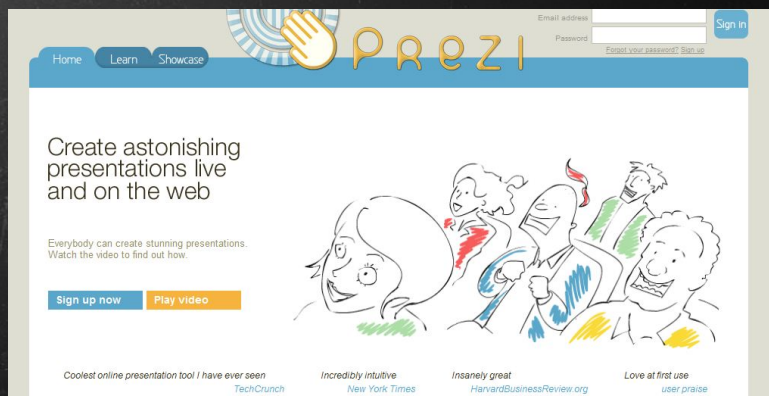 Email address
Sign in
Password
Forgot your password? Sign up
PREZI
Home Learn Showcase
Create astonishing
presentations live
and on the web
Everybody can create stunning presentations.
Watch the video to find out how.
Sign up now Play video
Coolest online presentation tool I have ever seen
TechCrunch
Incredibly intuitive
New York Times
Insanely great
HarvardBusinessReview.org
Love at first use
user praise